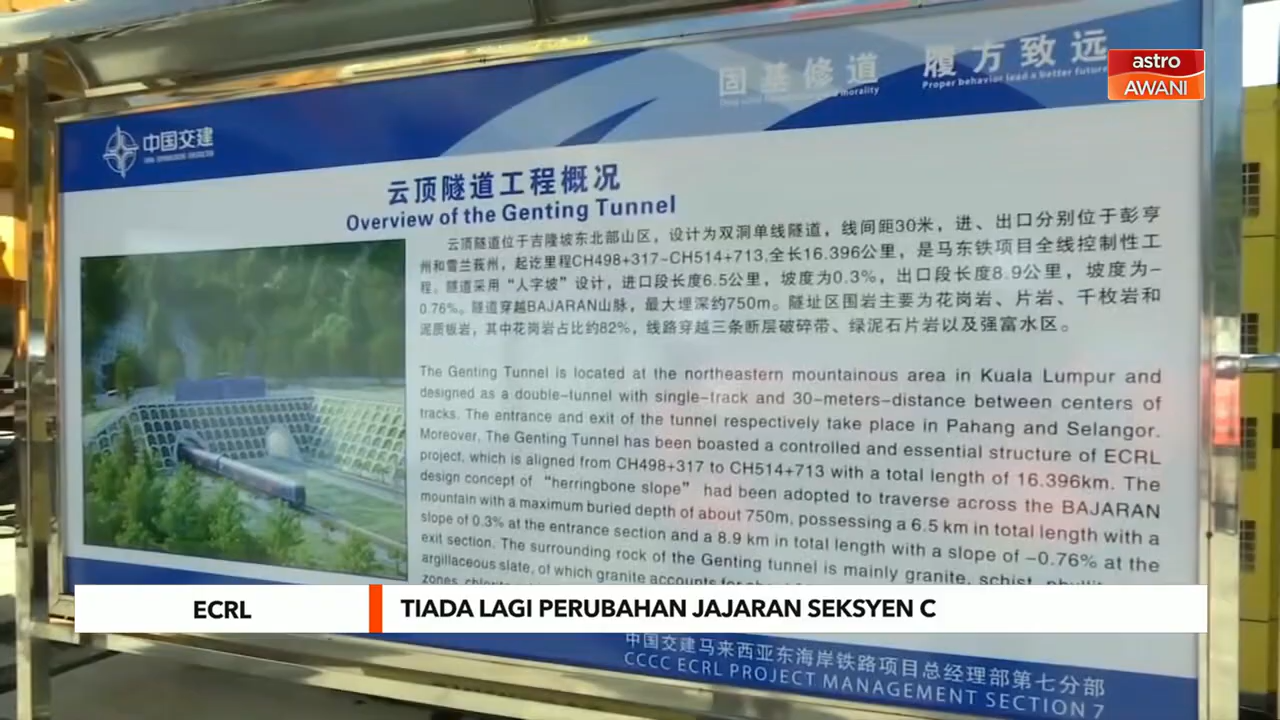 固基修道 履方致远
morality Proper behavior lead a better future
astro
AWANI
中国交建
云顶隧道工程概况
Overview of the Genting Tunnel
云顶隧道位于吉隆坡东北部山区，设计为双洞单线隧道，线间距30米，进、出口分别位于彭亨
州和雪兰莪州，起讫里程CH498+317~CH514+713,全长16.396公里，是马东铁项目全线控制性工
程。隧道采用“人字坡”设计，进口段长度6.5公里，坡度为0.3%，出口段长度8.9公里，坡度为-
0.76%。隧道穿越BAJARAN山脉，最大埋深约750m。隧址区围岩主要为花岗岩、片岩、千枚岩和
泥质板岩，其中花岗岩占比约82%，线路穿越三条断层破碎带、绿泥石片岩以及强富水区。
The Genting Tunnel is located at the northeastern mountainous area in Kuala Lumpur and
designed as a double-tunnel with single-track and 30-meters-distance between centers of
tracks. The entrance and exit of the tunnel respectively take place in Pahang and Selangor.
Moreover, The Genting Tunnel has been boasted a controlled and essential structure of ECRL
project, which is aligned from CH498+317 to CH514+713 with a total length of 16.396km. The
design concept of “herringbone slope” had been adopted to traverse across the BAJARAN
mountain with a maximum buried depth of about 750m, possessing a 6.5 km in total length with a
slope of 0.3% at the entrance section and a 8.9 km in total length with a slope of -0.76% at the
exit section. The surrounding rock of the Genting tunnel is mainly granite, schist,
argillaceous slate, of which granite accounts for
zones,
ECRL
TIADA LAGI PERUBAHAN JAJARAN SEKSYEN C
中国交建马来西亚东海岸铁路项目总经理部第七分部
CCCC ECRL PROJECT MANAGEMENT SECTION 7